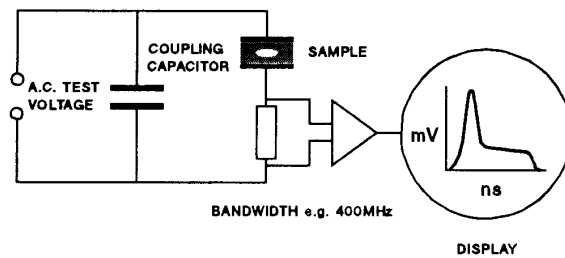 COUPLING
CAPACITOR
SAMPLE
A.C. TEST
VOLTAGE
mV
ns
BANDWIDTH e.g. 400MHz
DISPLAY